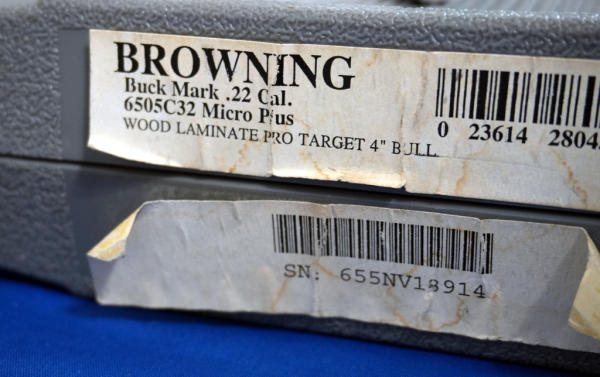 BROWNING
Buck Mark .22 Cal.
6505C32 Micro Plus
WOOD LAMINATE PRO TARGET 4" BULL
0 23614 2804
SN: 655NV18914